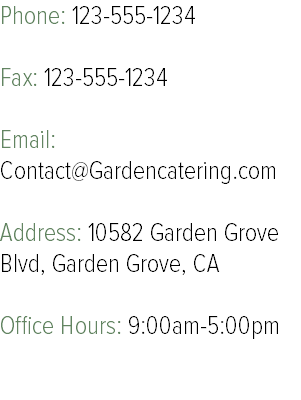 Phone: 123-555-1234
Fax: 123-555-1234
Email:
Contact@Gardencatering.com
Address: 10582 Garden Grove
Blvd, Garden Grove, CA
Office Hours: 9:00am-5:00pm